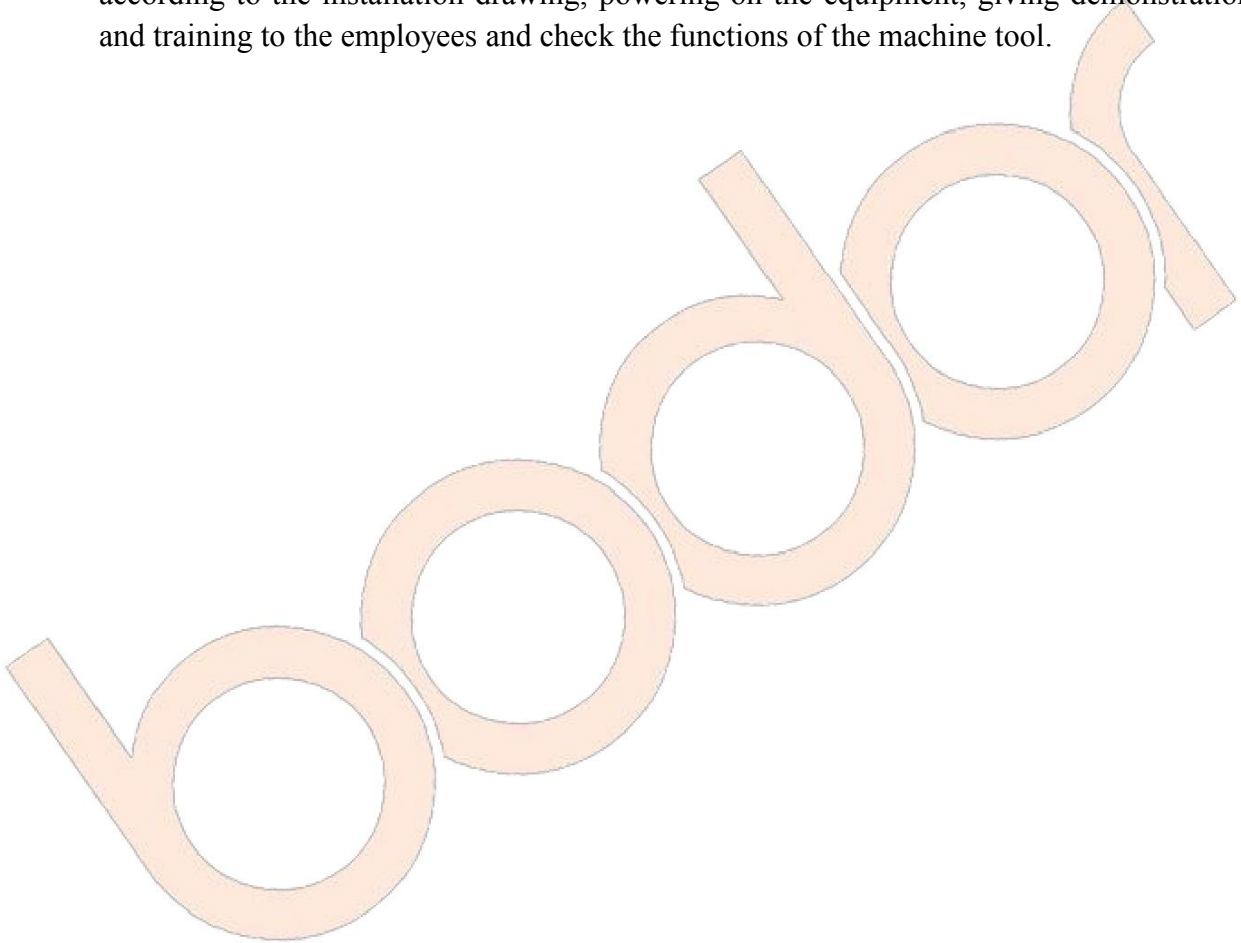 according to the installation drawing, powering on the equipment, giving demonstration
and training to the employees and check the functions of the machine tool.
bodor